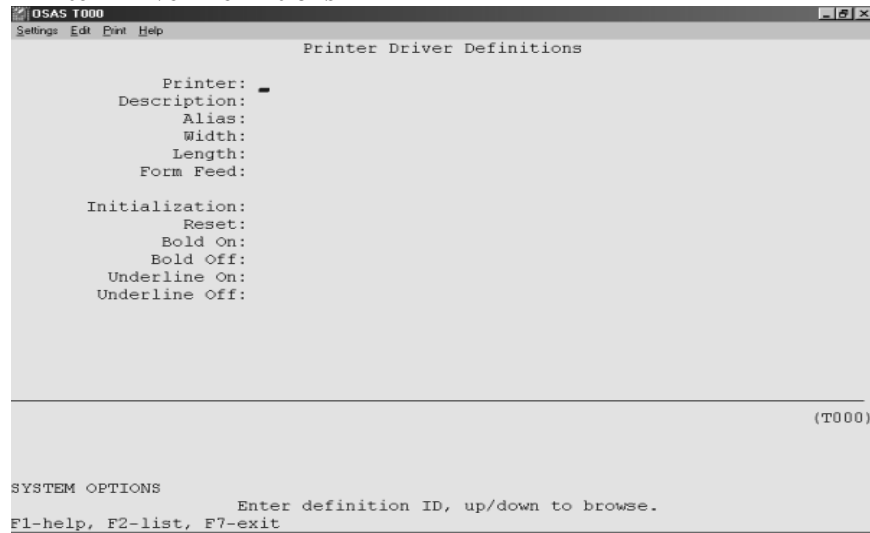 OSAS T000
Settings Edit Print Help
Printer Driver Definitions
Printer:
Description:
Alias:
Width:
Length:
Form Feed:
Initialization:
Reset:
Bold On:
Bold Off:
Underline On:
Underline Off:
(T000)
SYSTEM OPTIONS
Enter definition ID, up/down to browse.
F1-help, F2-list, F7-exit